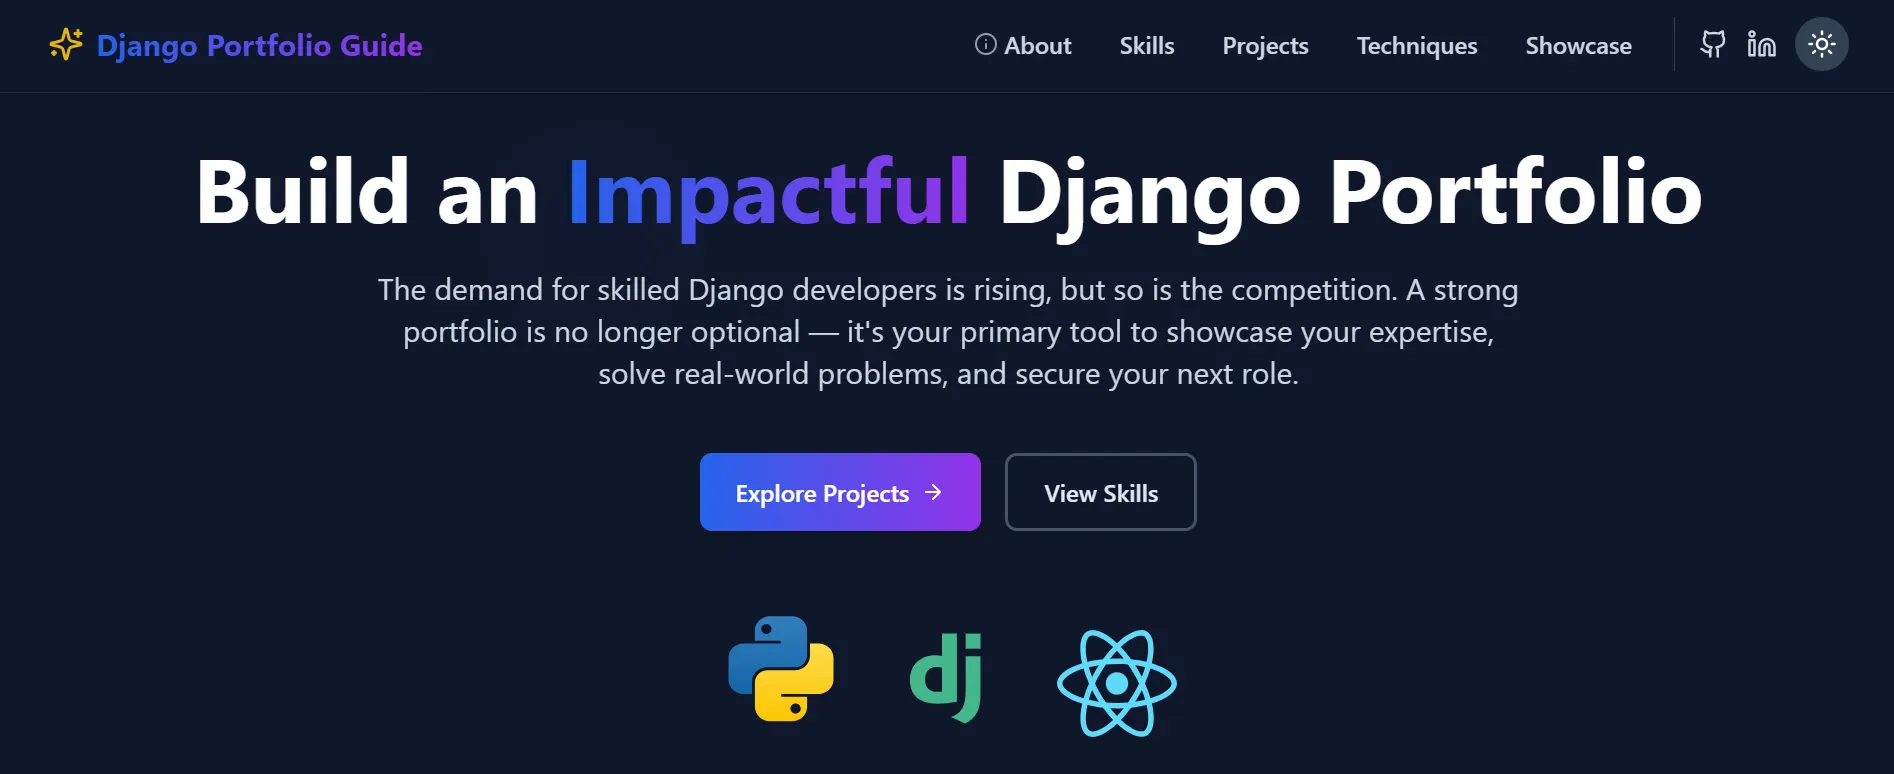 Django Portfolio Guide
About Skills Projects Techniques Showcase
Build an Impactful Django Portfolio
The demand for skilled Django developers is rising, but so is the competition. A strong
portfolio is no longer optional — it's your primary tool to showcase your expertise,
solve real-world problems, and secure your next role.
Explore Projects →
View Skills
dj